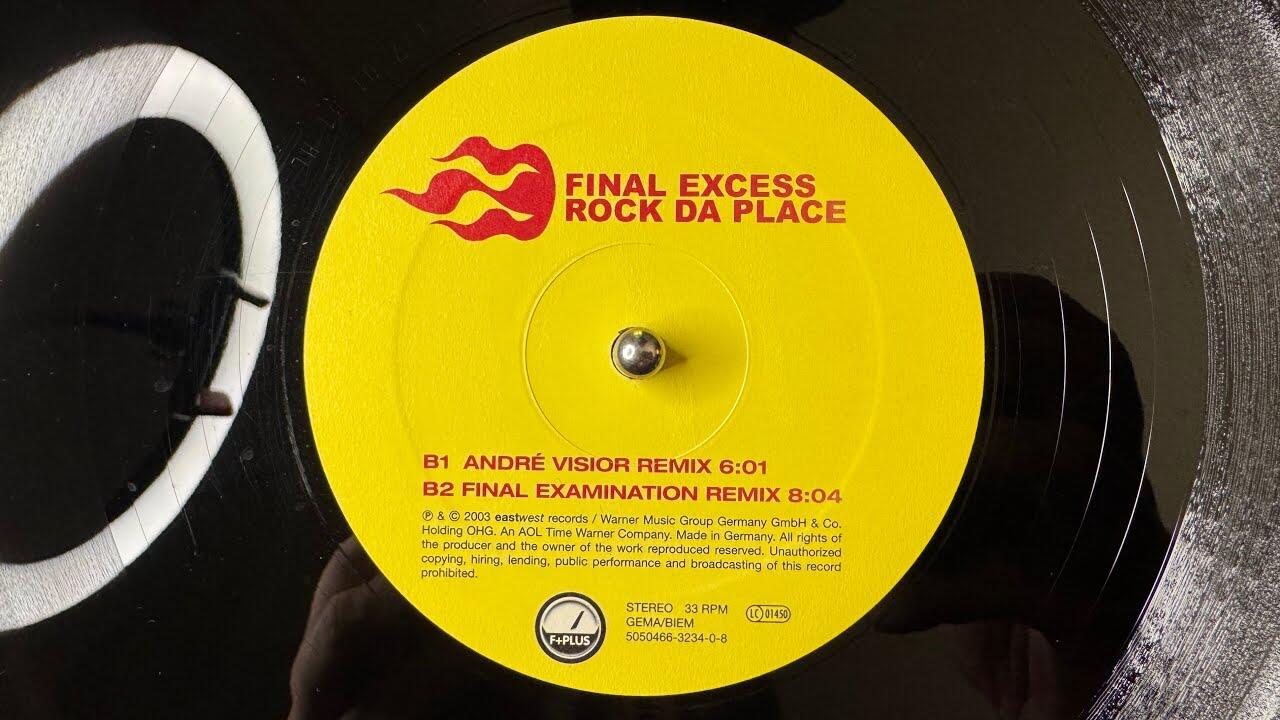 FINAL EXCESS
ROCK DA PLACE
B1 ANDRÉ VISIOR REMIX 6:01
B2 FINAL EXAMINATION REMIX 8:04
℗ & © 2003 eastwest records / Warner Music Group Germany GmbH & Co.
Holding OHG. An AOL Time Warner Company. Made in Germany. All rights of
the producer and the owner of the work reproduced reserved. Unauthorized
copying, hiring, lending, public performance and broadcasting of this record
prohibited.
F+PLUS
STEREO 33 RPM
GEMA/BIEM
5050466-3234-0-8
LC 01450